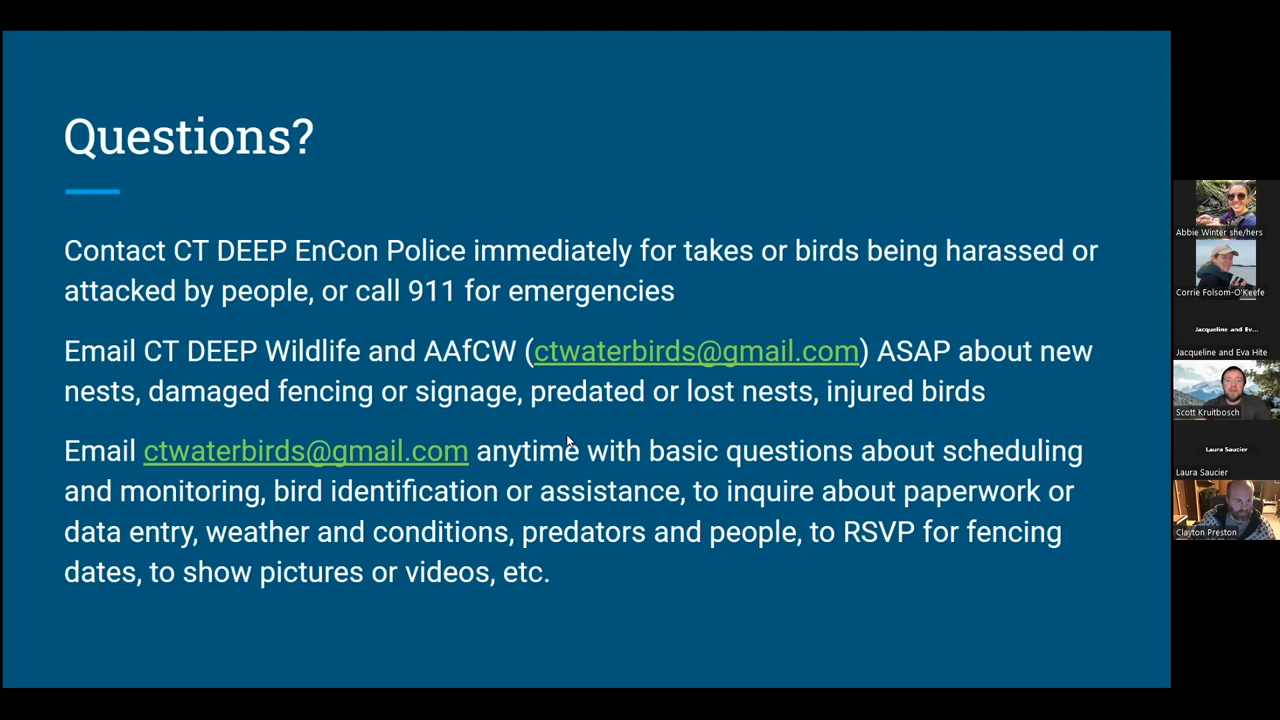 Questions?
Contact CT DEEP EnCon Police immediately for takes or birds being harassed or
attacked by people, or call 911 for emergencies
Email CT DEEP Wildlife and AAfCW (ctwaterbirds@gmail.com) ASAP about new
nests, damaged fencing or signage, predated or lost nests, injured birds
Email ctwaterbirds@gmail.com anytime with basic questions about scheduling
and monitoring, bird identification or assistance, to inquire about paperwork or
data entry, weather and conditions, predators and people, to RSVP for fencing
dates, to show pictures or videos, etc.
Abbie Winter she/hers
Corrie Folsom-O'Keefe
Jacqueline and Ev...
Jacqueline and Eva Hite
Scott Kruitbosch
Laura Saucier
Laura Saucier
Clayton Preston